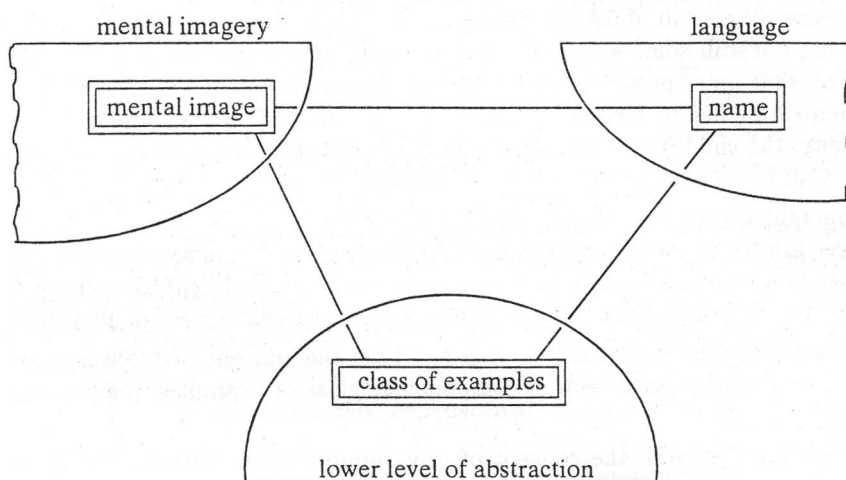 mental imagery
language
mental image
name
class of examples
lower level of abstraction